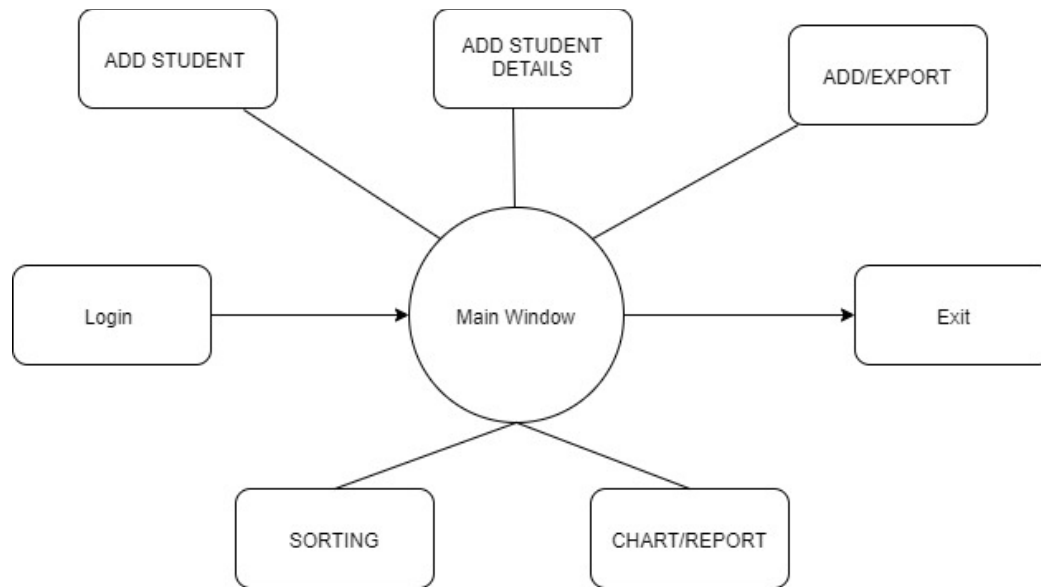 ADD STUDENT
ADD STUDENT
DETAILS
ADD/EXPORT
Login
Main Window
Exit
SORTING
CHART/REPORT